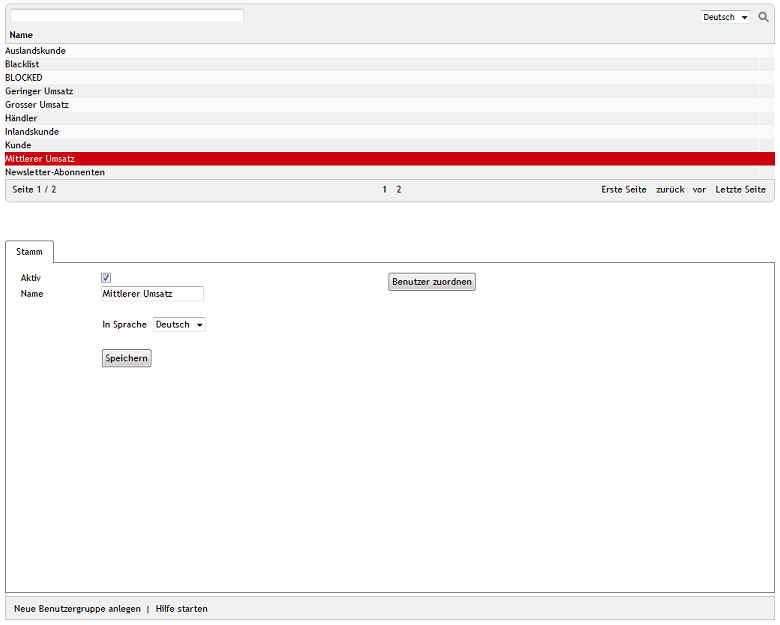 Deutsch
Name
Auslandskunde
Blacklist
BLOCKED
Geringer Umsatz
Grosser Umsatz
Händler
Inlandskunde
Kunde
Mittlerer Umsatz
Newsletter-Abonnenten
Seite 1 / 2 1 2 Erste Seite zurück vor Letzte Seite
Stamm
Aktiv Benutzer zuordnen
Name Mittlerer Umsatz
In Sprache Deutsch
Speichern
Neue Benutzergruppe anlegen | Hilfe starten